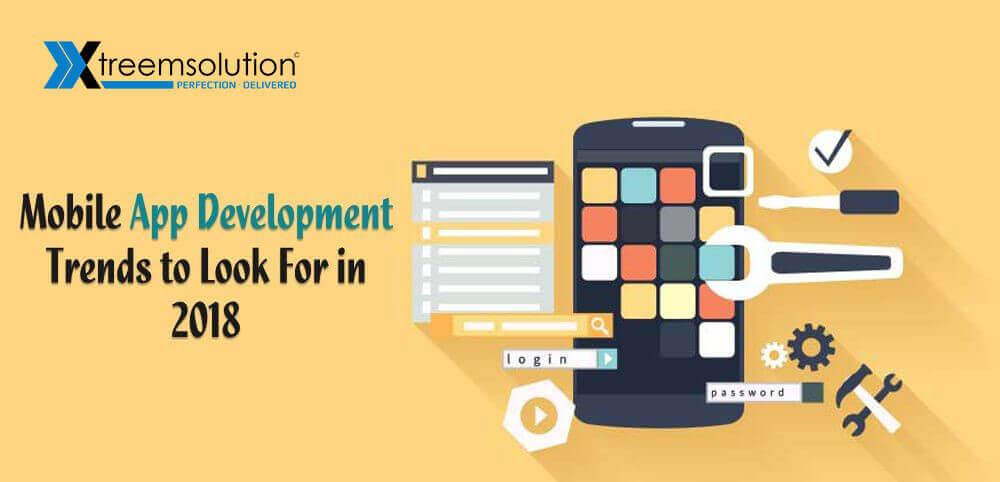 Xtreemsolution©
PERFECTION - DELIVERED
Mobile App Development
Trends to Look For in
2018
login
password